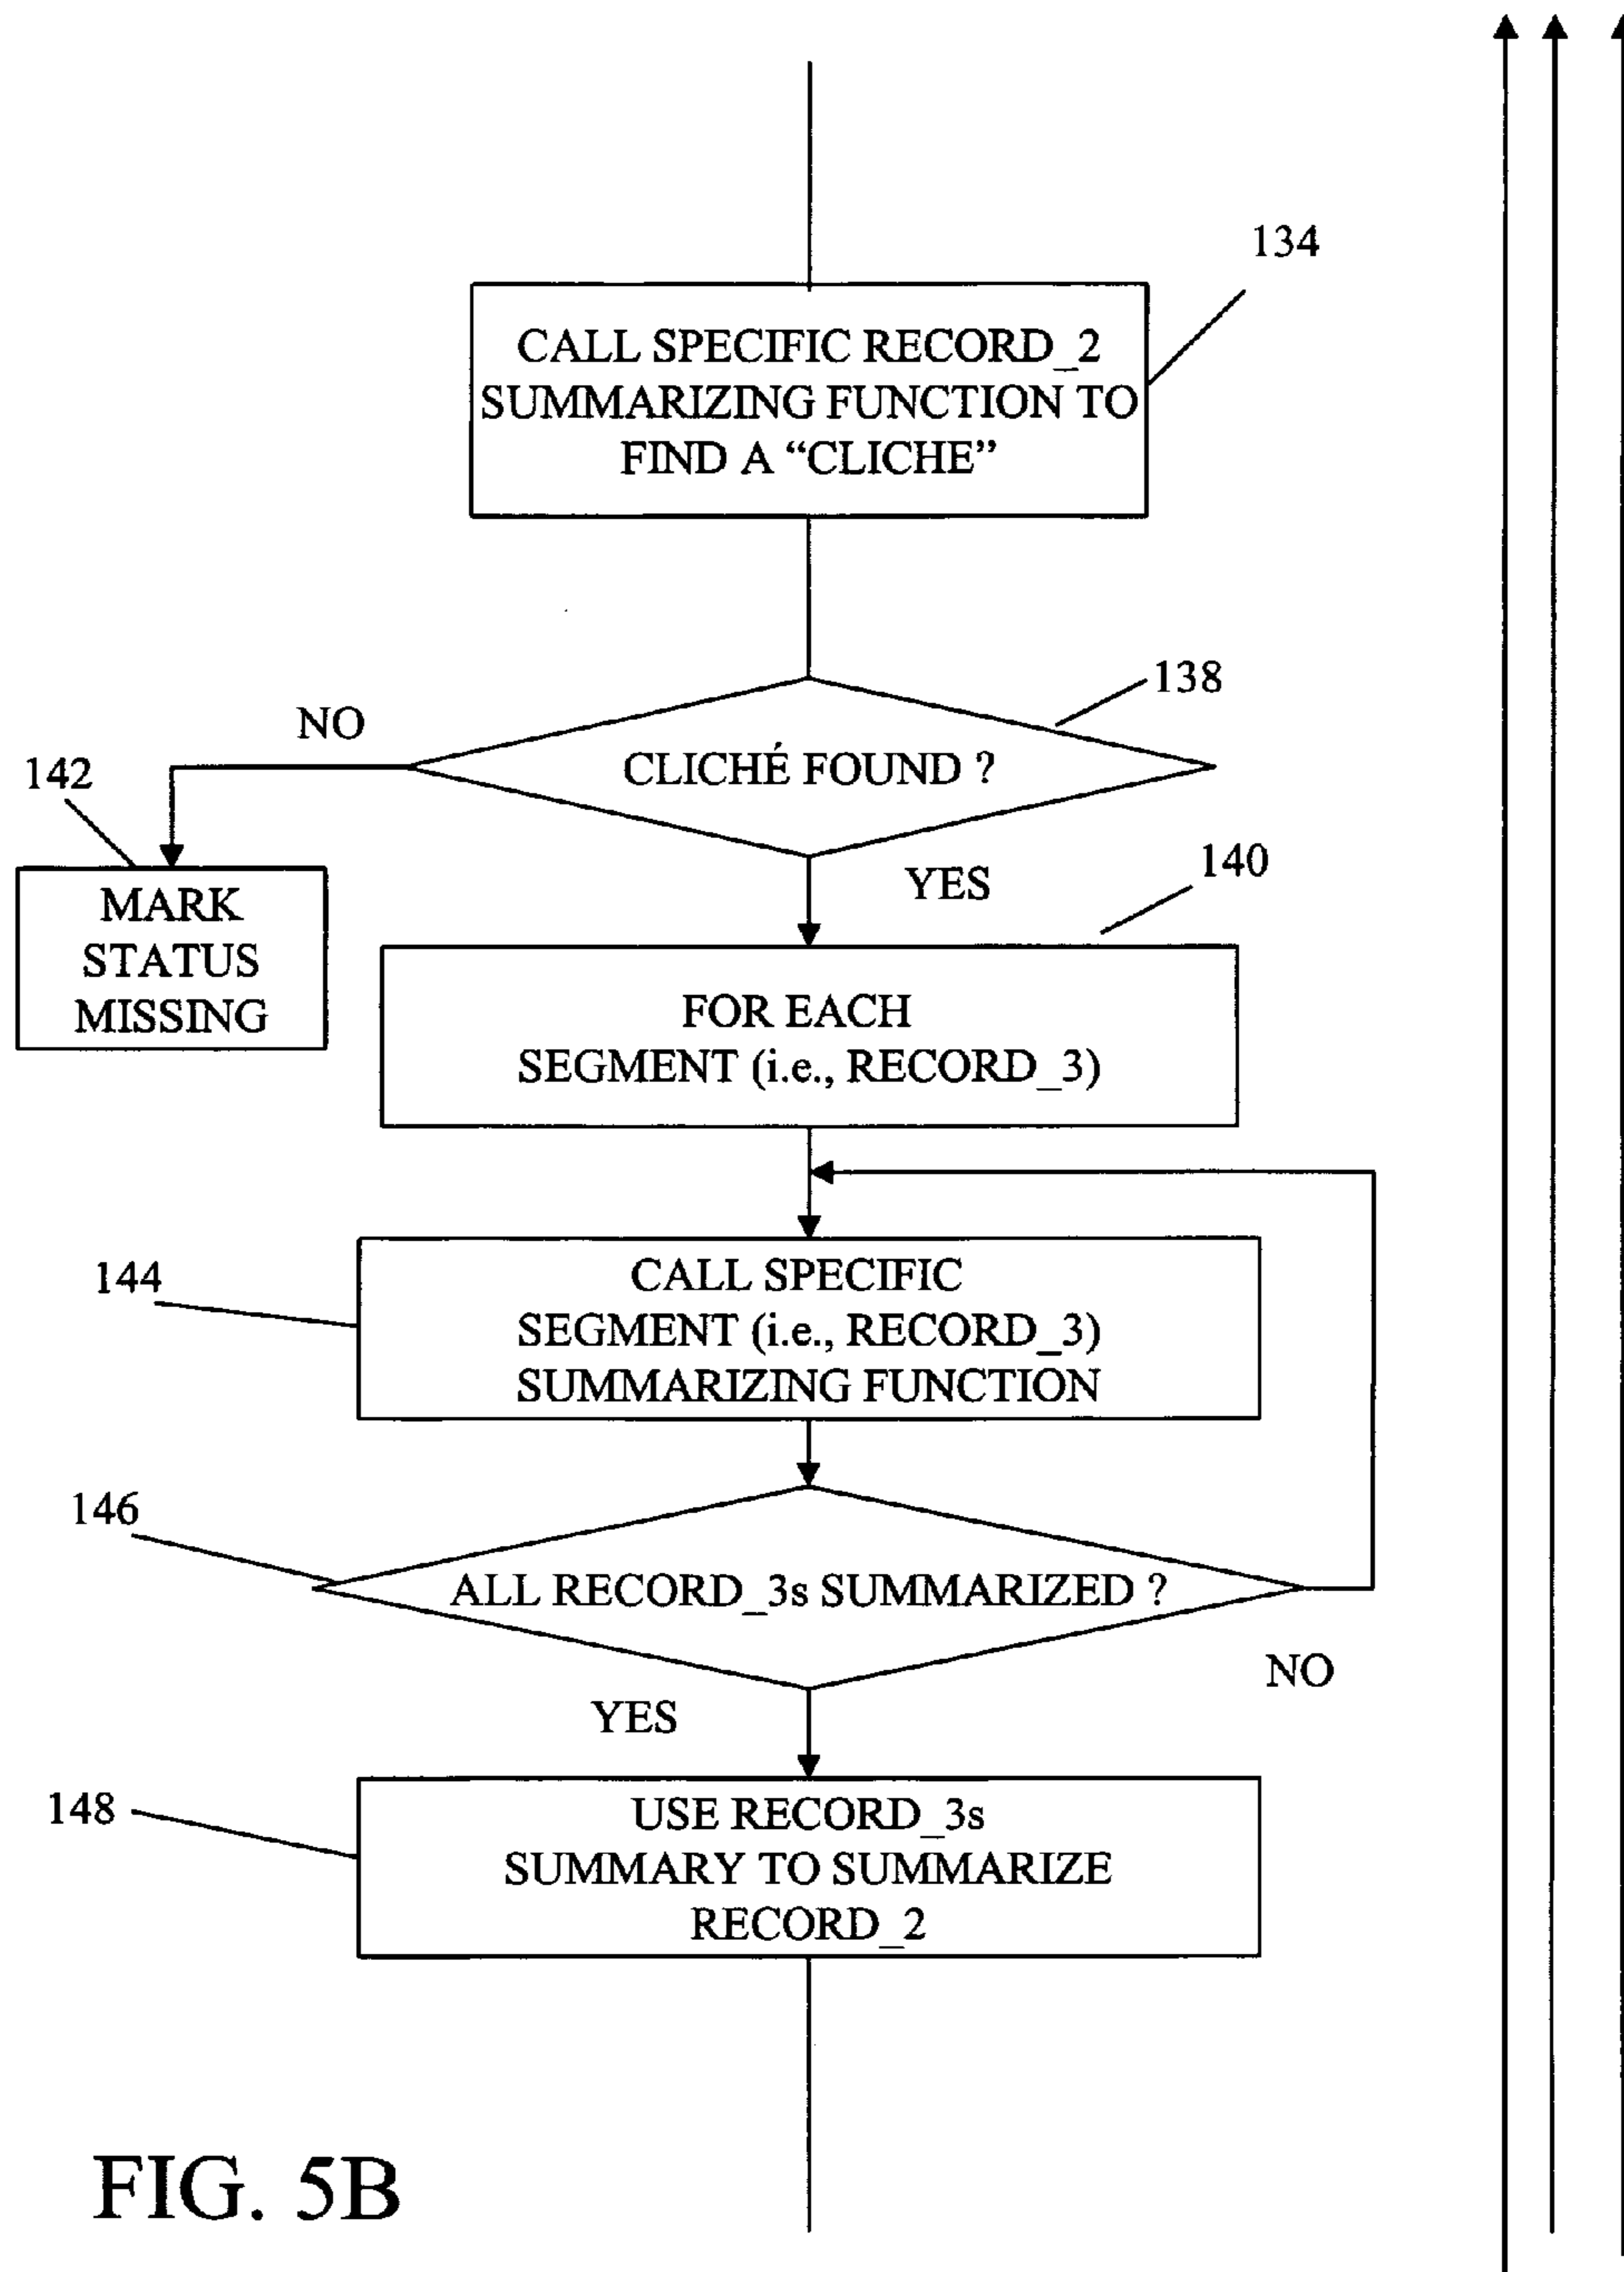 134
CALL SPECIFIC RECORD_2
SUMMARIZING FUNCTION TO
FIND A “CLICHE”
138
NO
CLICHÉ FOUND ?
142
YES
140
MARK
STATUS
MISSING
FOR EACH
SEGMENT (i.e., RECORD_3)
144
CALL SPECIFIC
SEGMENT (i.e., RECORD_3)
SUMMARIZING FUNCTION
146
ALL RECORD_3s SUMMARIZED ?
NO
YES
148
USE RECORD_3s
SUMMARY TO SUMMARIZE
RECORD_2
FIG. 5B